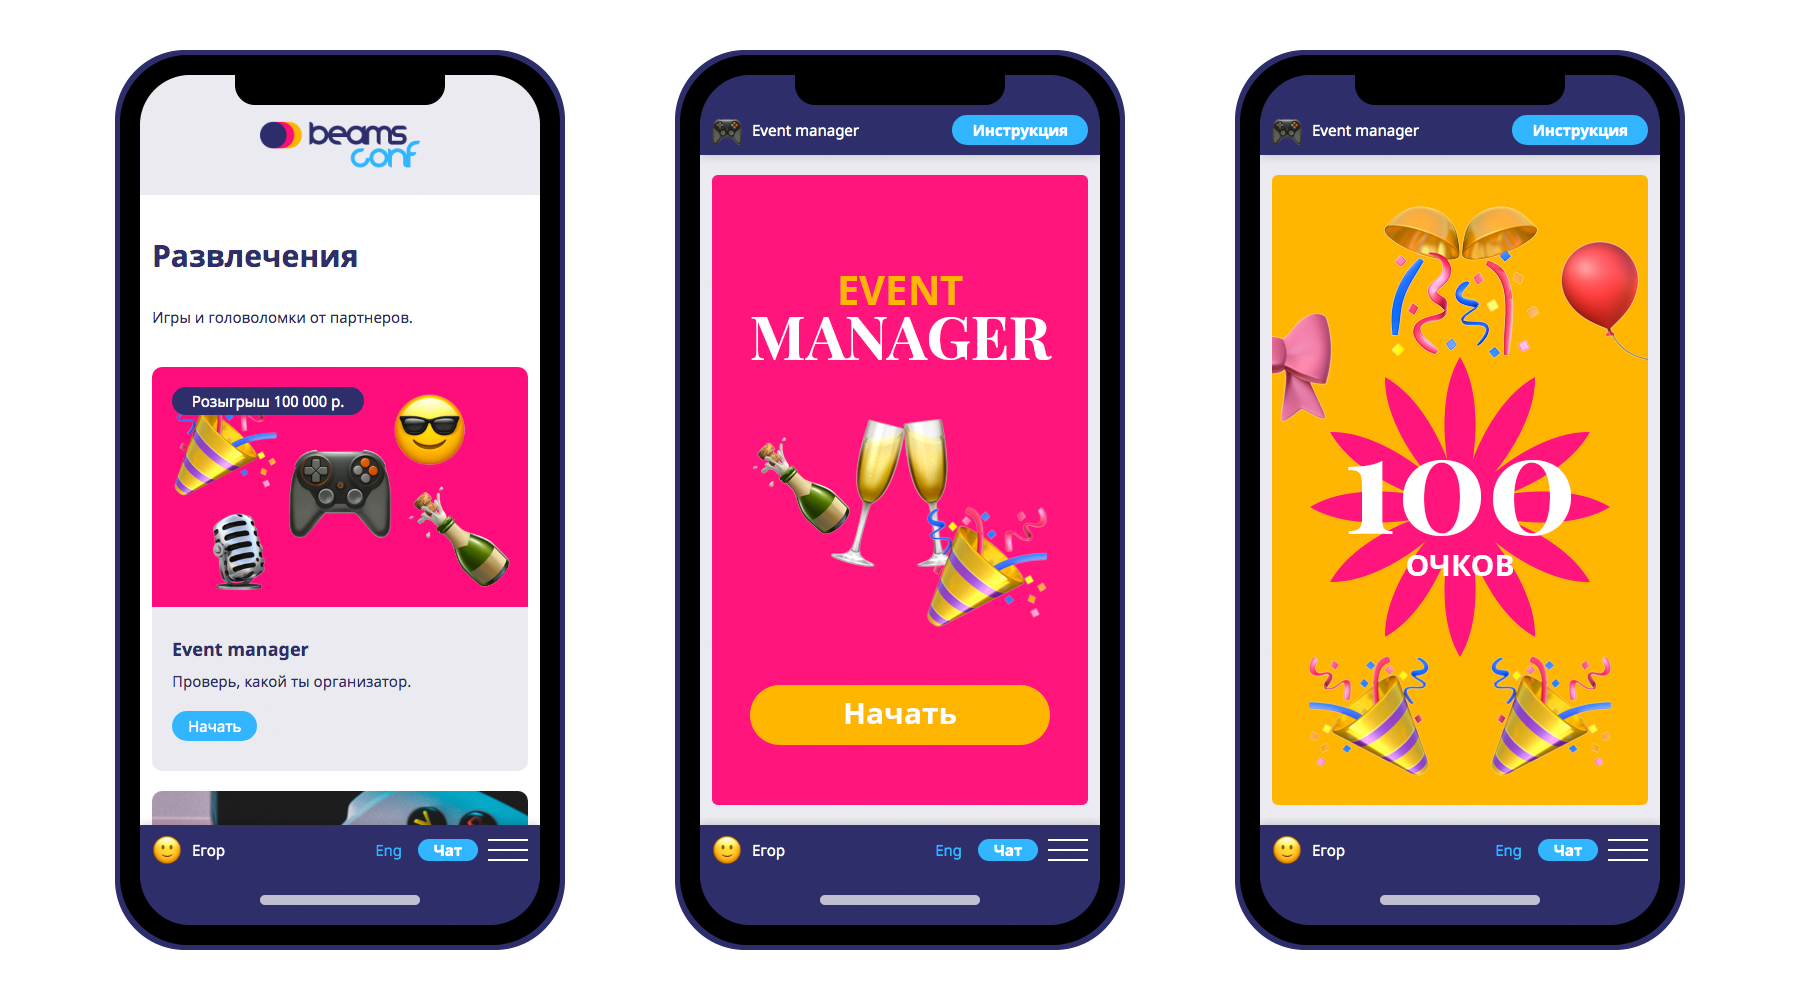 beams
conf
Развлечения
Игры и головоломки от партнеров.
Розыгрыш 100 000 р.
Event manager
Проверь, какой ты организатор.
Начать
Егор
Eng
Чат
Event manager
Инструкция
EVENT
MANAGER
Начать
Егор
Eng
Чат
Event manager
Инструкция
100
ОЧКОВ
Егор
Eng
Чат